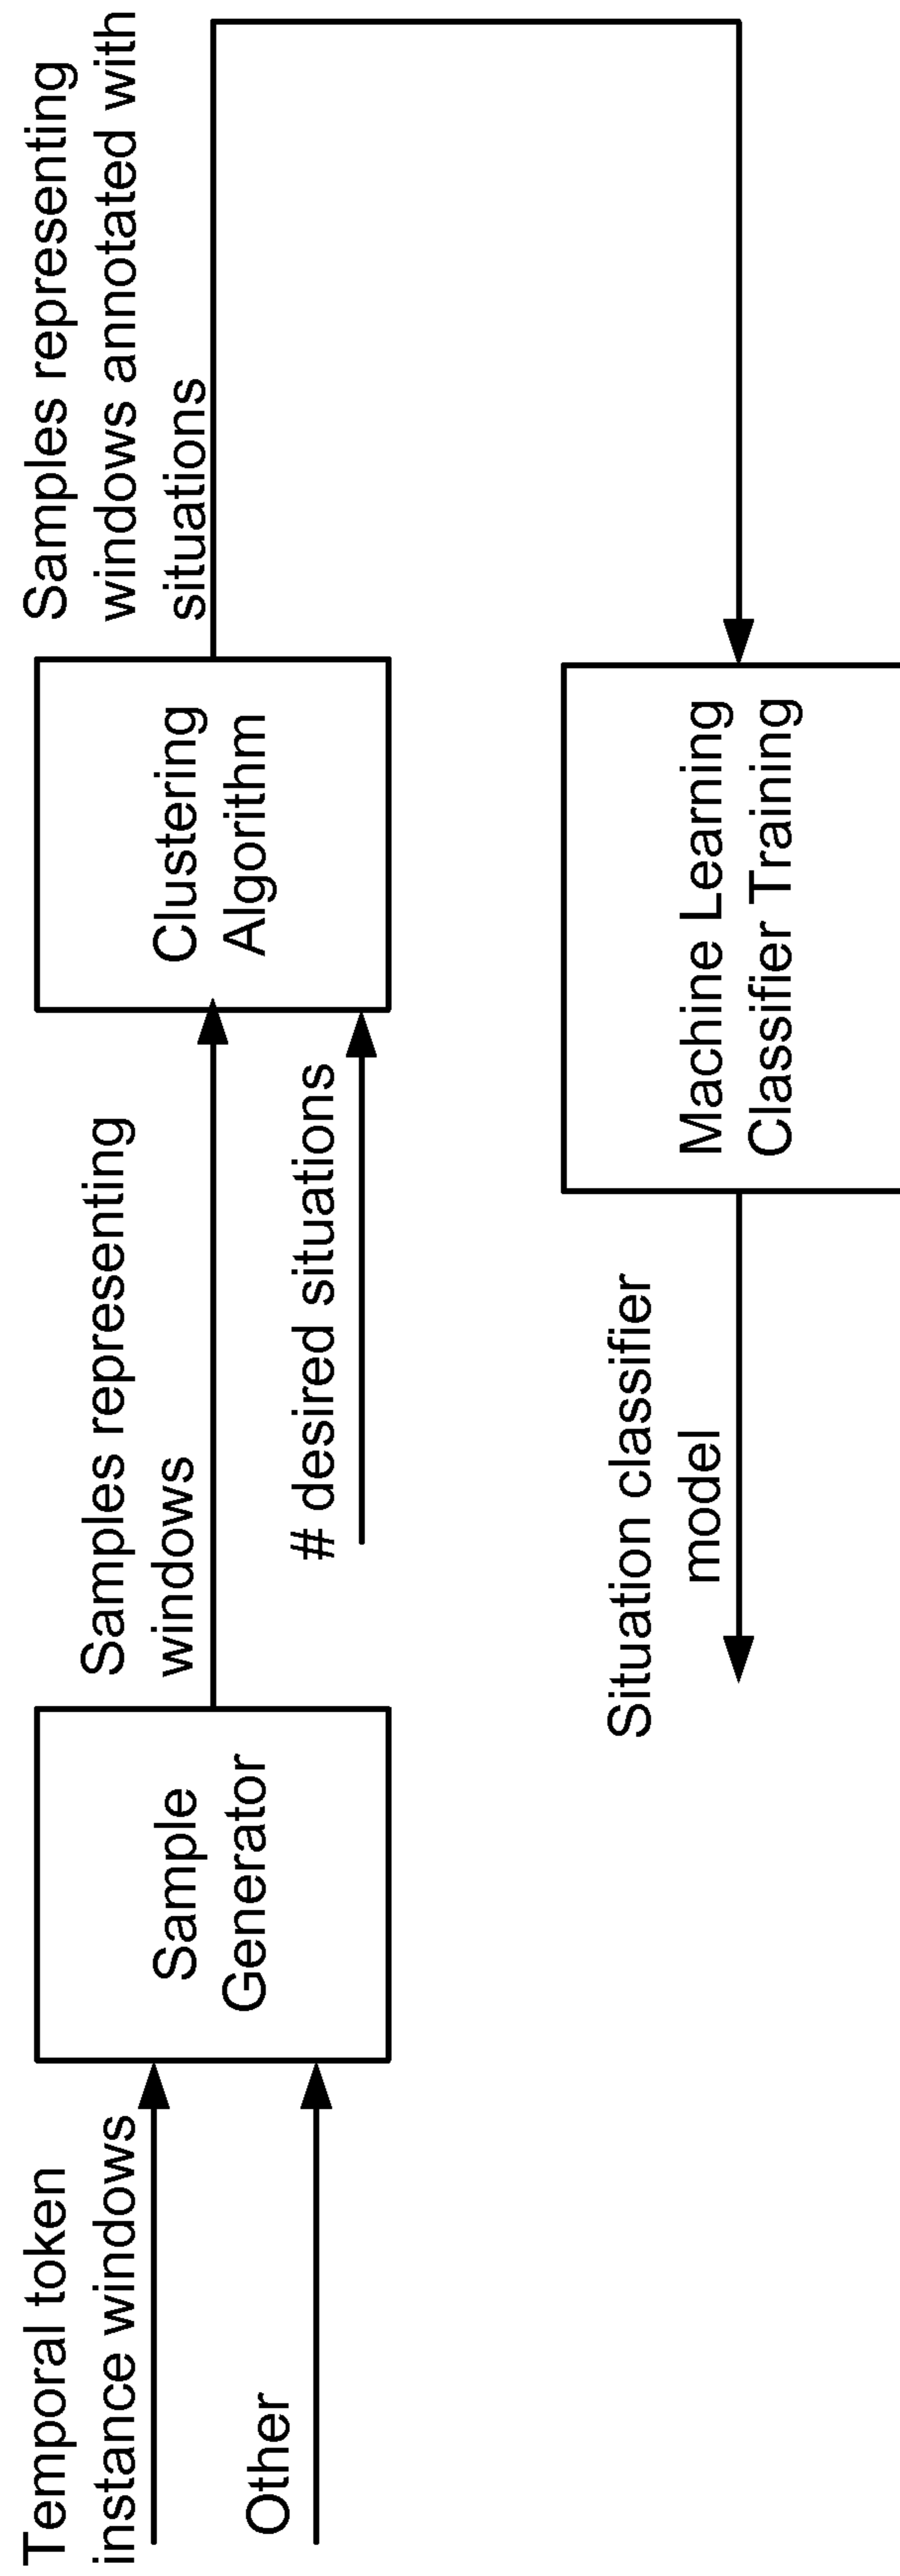 Temporal token
instance windows
Other
Sample
Generator
Samples representing
windows
# desired situations
Clustering
Algorithm
Samples representing
windows annotated with
situations
Machine Learning
Classifier Training
Situation classifier
model